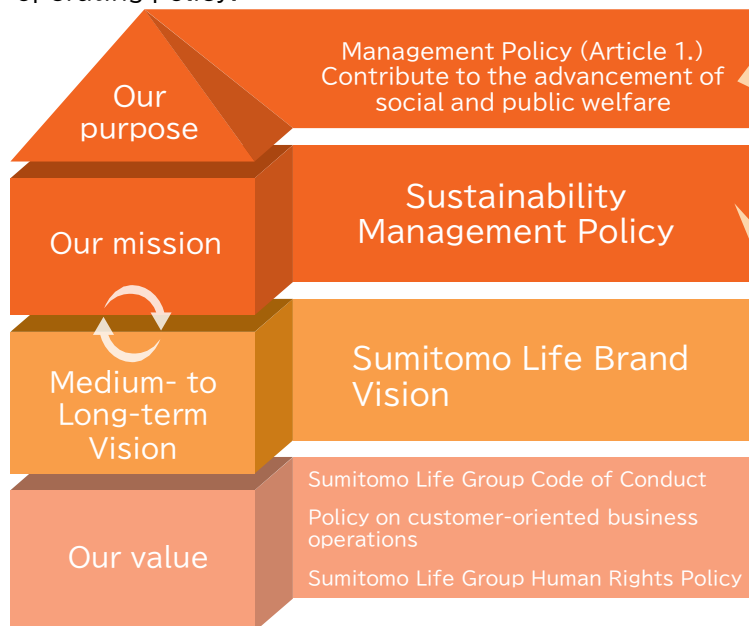 operating policy.
Our
purpose
Management Policy (Article 1.)
Contribute to the advancement of
social and public welfare
Our mission
Sustainability
Management Policy
Medium- to
Long-term
Vision
Sumitomo Life Brand
Vision
Our value
Sumitomo Life Group Code of Conduct
Policy on customer-oriented business
operations
Sumitomo Life Group Human Rights Policy